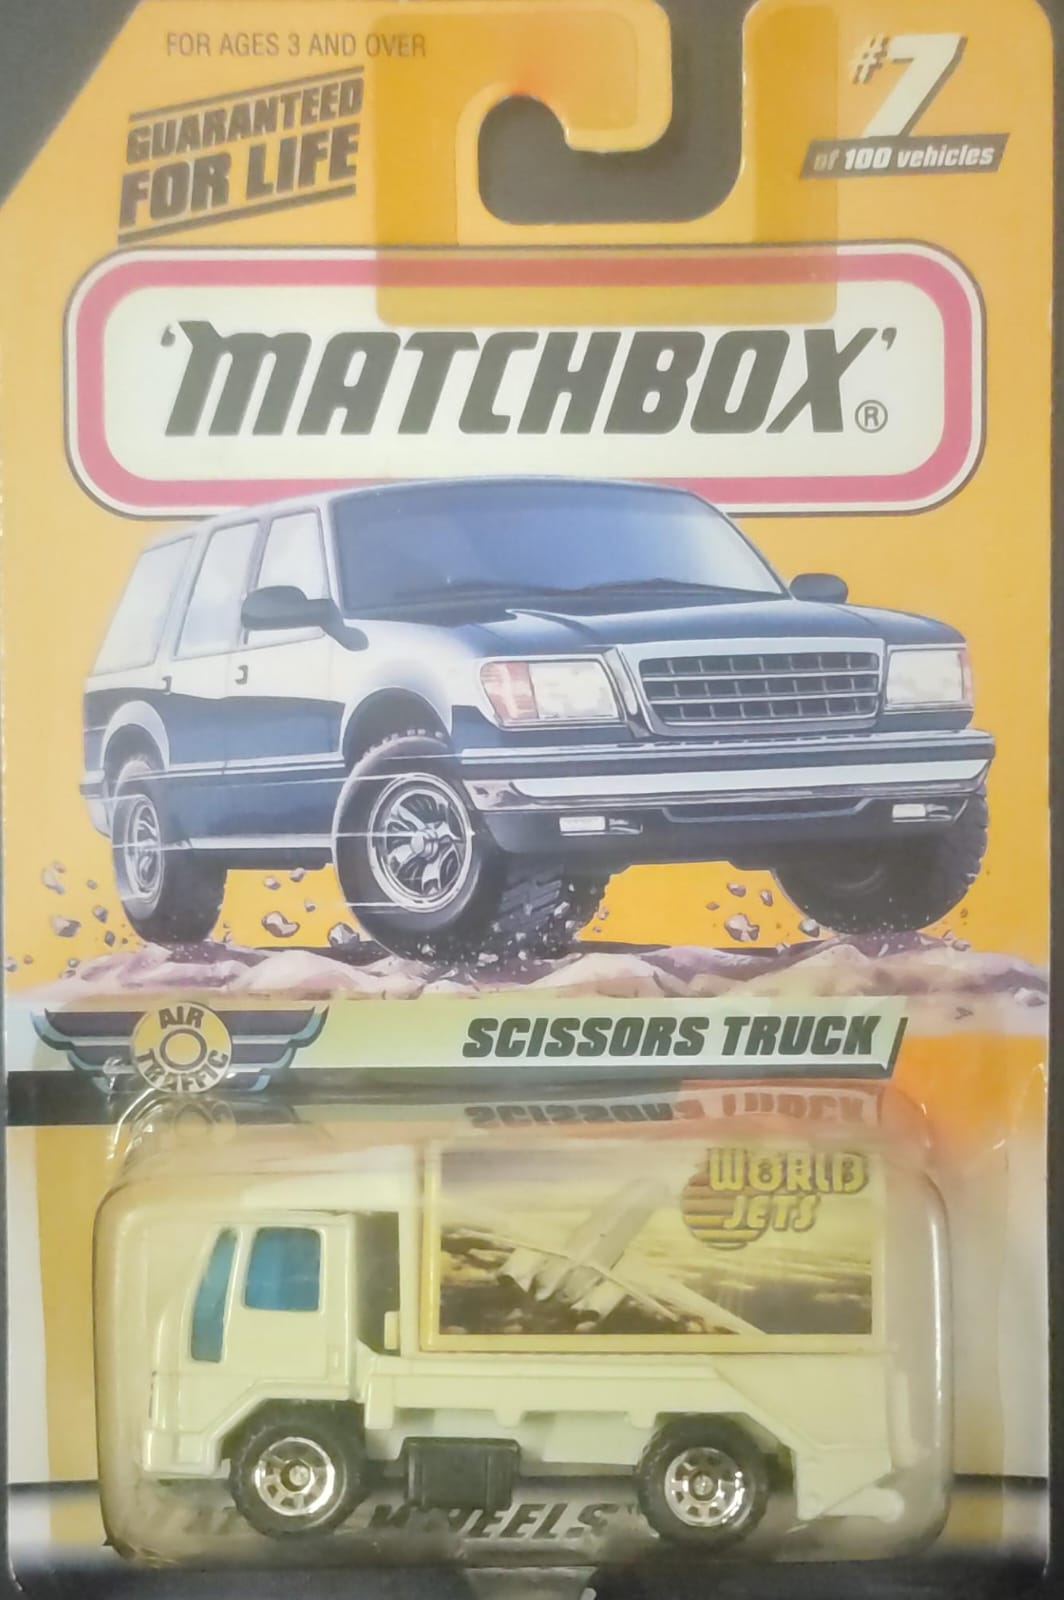 FOR AGES 3 AND OVER
GUARANTEED
FOR LIFE
#7
of 100 vehicles
'MATCHBOX'®
AIR
TRAFFIC
SCISSORS TRUCK
WORLD
JETS
WHEELS™